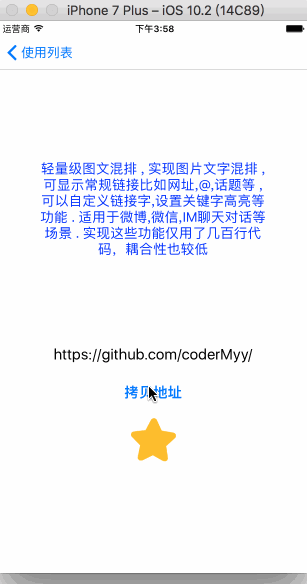 iPhone 7 Plus – iOS 10.2 (14C89)
运营商 下午3:58
使用列表
轻量级图文混排 , 实现图片文字混排 ,
可显示常规链接比如网址,@,话题等 ,
可以自定义链接字,设置关键字高亮等
功能 . 适用于微博,微信,IM聊天对话等
场景 . 实现这些功能仅用了几百行代
码, 耦合性也较低
https://github.com/coderMyy/
拷贝地址